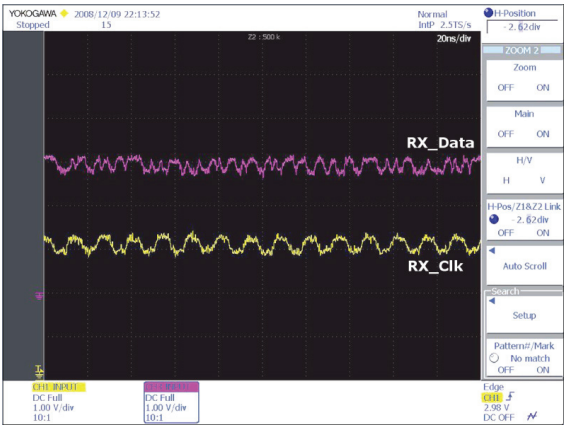 YOKOGAWA 2008/12/09 22:13:52
Stopped 15
Normal
IntP 2.5TS/s
H-Position
- 2.62div
Z2 : 500 k
20ns/div
ZOOM 2
Zoom
OFF ON
Main
OFF ON
H/V
H V
H-Pos/Z1&Z2 Link
- 2.62div
OFF ON
Auto Scroll
Search
Setup
Pattern#/Mark
No match
OFF ON
RX_Data
RX_Clk
CH1 INPUT
DC Full
1.00 V/div
10:1
DC Full
1.00 V/div
10:1
Edge
CH1
2.98 V
DC OFF